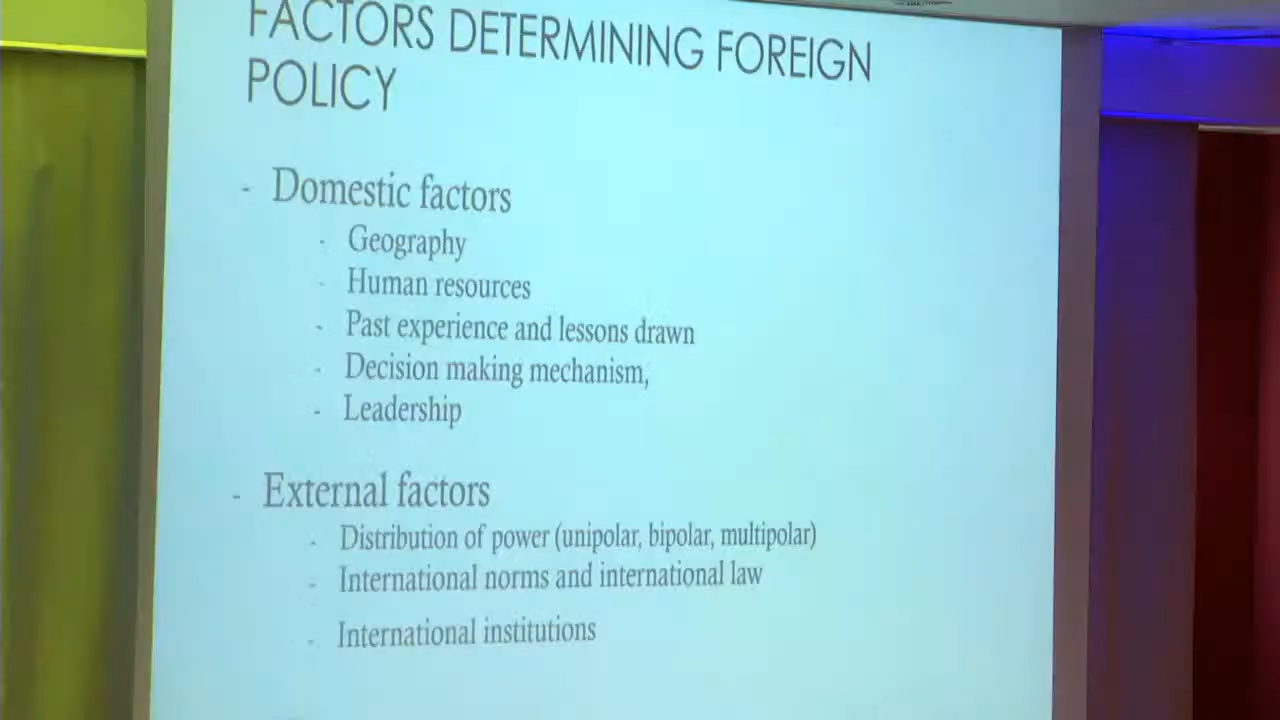 FACTORS DETERMINING FOREIGN
POLICY
- Domestic factors
- Geography
- Human resources
- Past experience and lessons drawn
- Decision making mechanism,
- Leadership
- External factors
- Distribution of power (unipolar, bipolar, multipolar)
- International norms and international law
- International institutions